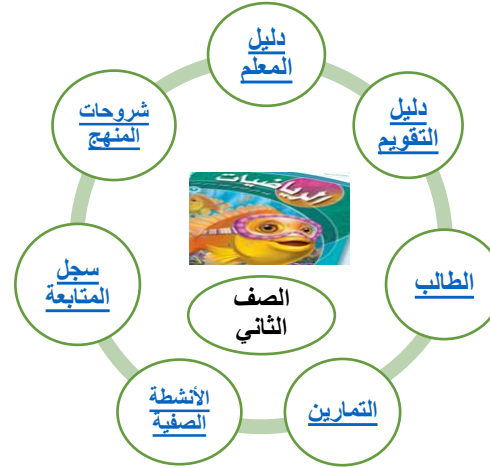 دليل
المعلم
دليل
التقويم
الطالب
التمارين
الأنشطة
الصفية
سجل
المتابعة
شروحات
المنهج
الرياضيات
الصف
الثاني